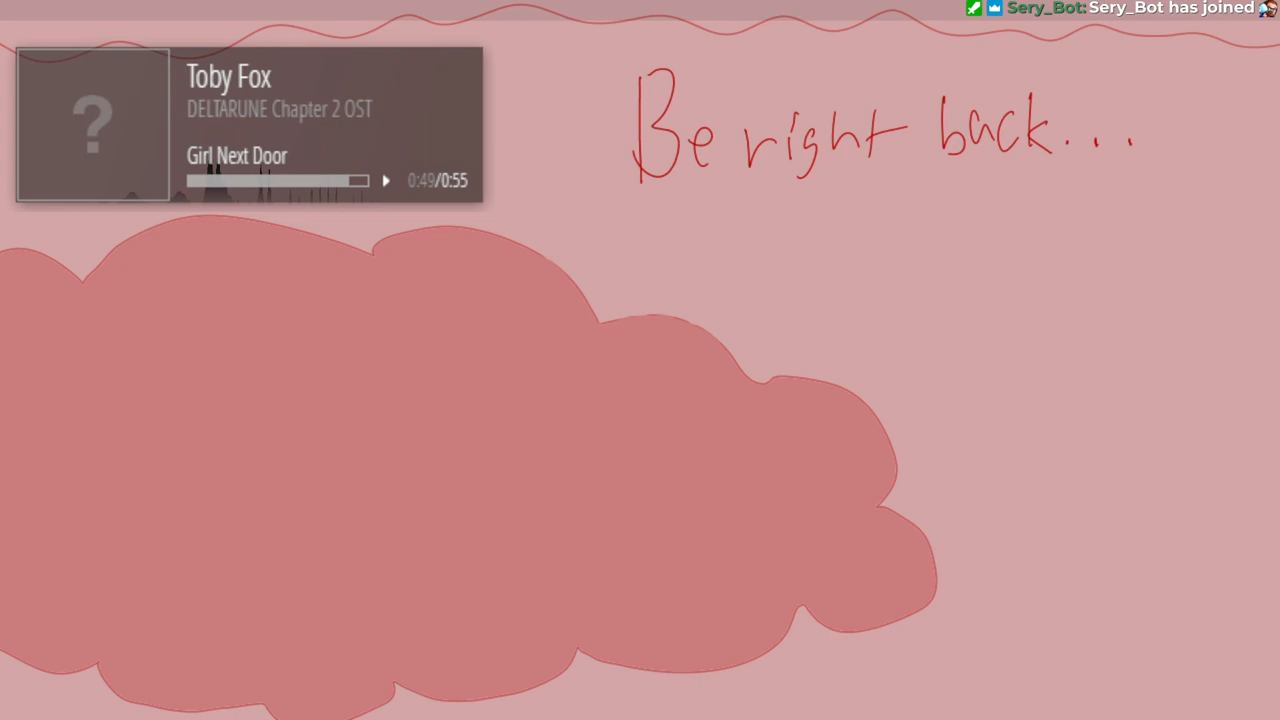 Sery_Bot: Sery_Bot has joined
Toby Fox
DELTARUNE Chapter 2 OST
Girl Next Door
0:49/0:55
Be right back...
?